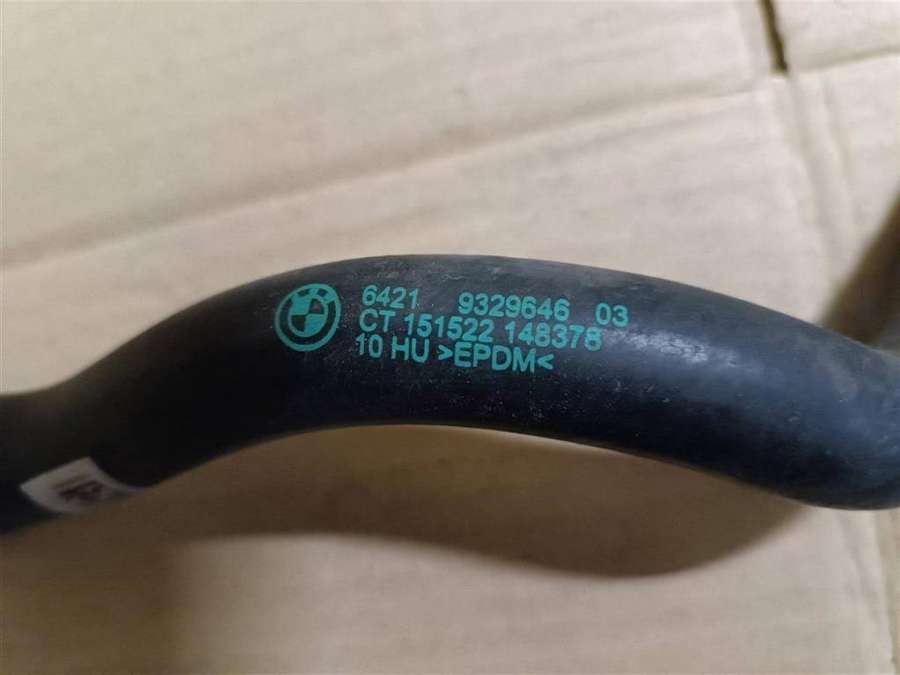 6421 9329646 03
CT 151522 148378
10 HU >EPDM<